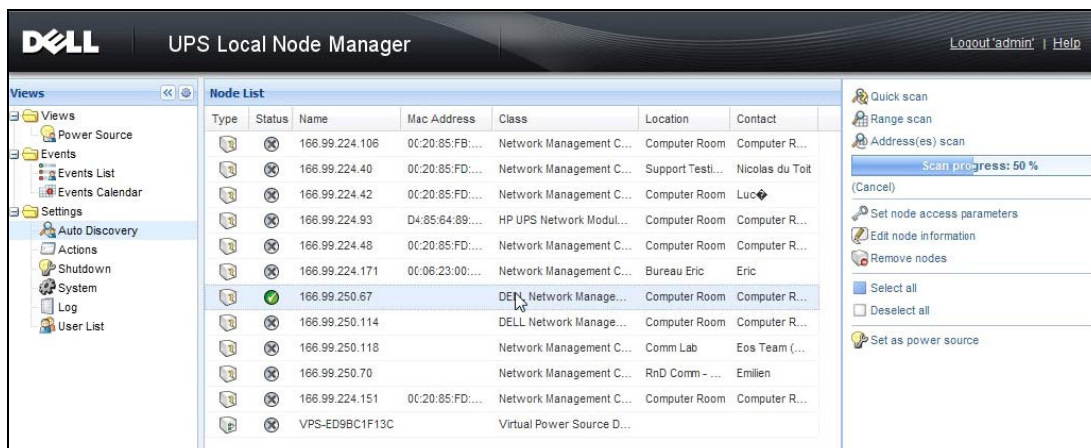 DELL UPS Local Node Manager Logout 'admin' | Help
Views
Views
Power Source
Events
Events List
Events Calendar
Settings
Auto Discovery
Actions
Shutdown
System
Log
User List
Node List
Type Status Name Mac Address Class Location Contact
166.99.224.106 00:20:85:FB:... Network Management C... Computer Room Computer R...
166.99.224.40 00:20:85:FD:... Network Management C... Support Testi... Nicolas du Toit
166.99.224.42 00:20:85:FD:... Network Management C... Computer Room Luc�
166.99.224.93 D4:85:64:89:... HP UPS Network Modul... Computer Room Computer R...
166.99.224.48 00:20:85:FD:... Network Management C... Computer Room Computer R...
166.99.224.171 00:06:23:00:... Network Management C... Bureau Eric Eric
166.99.250.67 DELL Network Manage... Computer Room Computer R...
166.99.250.114 DELL Network Manage... Computer Room Computer R...
166.99.250.118 Network Management C... Comm Lab Eos Team (...
166.99.250.70 Network Management C... RnD Comm - ... Emilien
166.99.224.151 00:20:85:FD:... Network Management C... Computer Room Computer R...
VPS-ED9BC1F13C Virtual Power Source D...
Quick scan
Range scan
Address(es) scan
Scan progress: 50 %
(Cancel)
Set node access parameters
Edit node information
Remove nodes
Select all
Deselect all
Set as power source